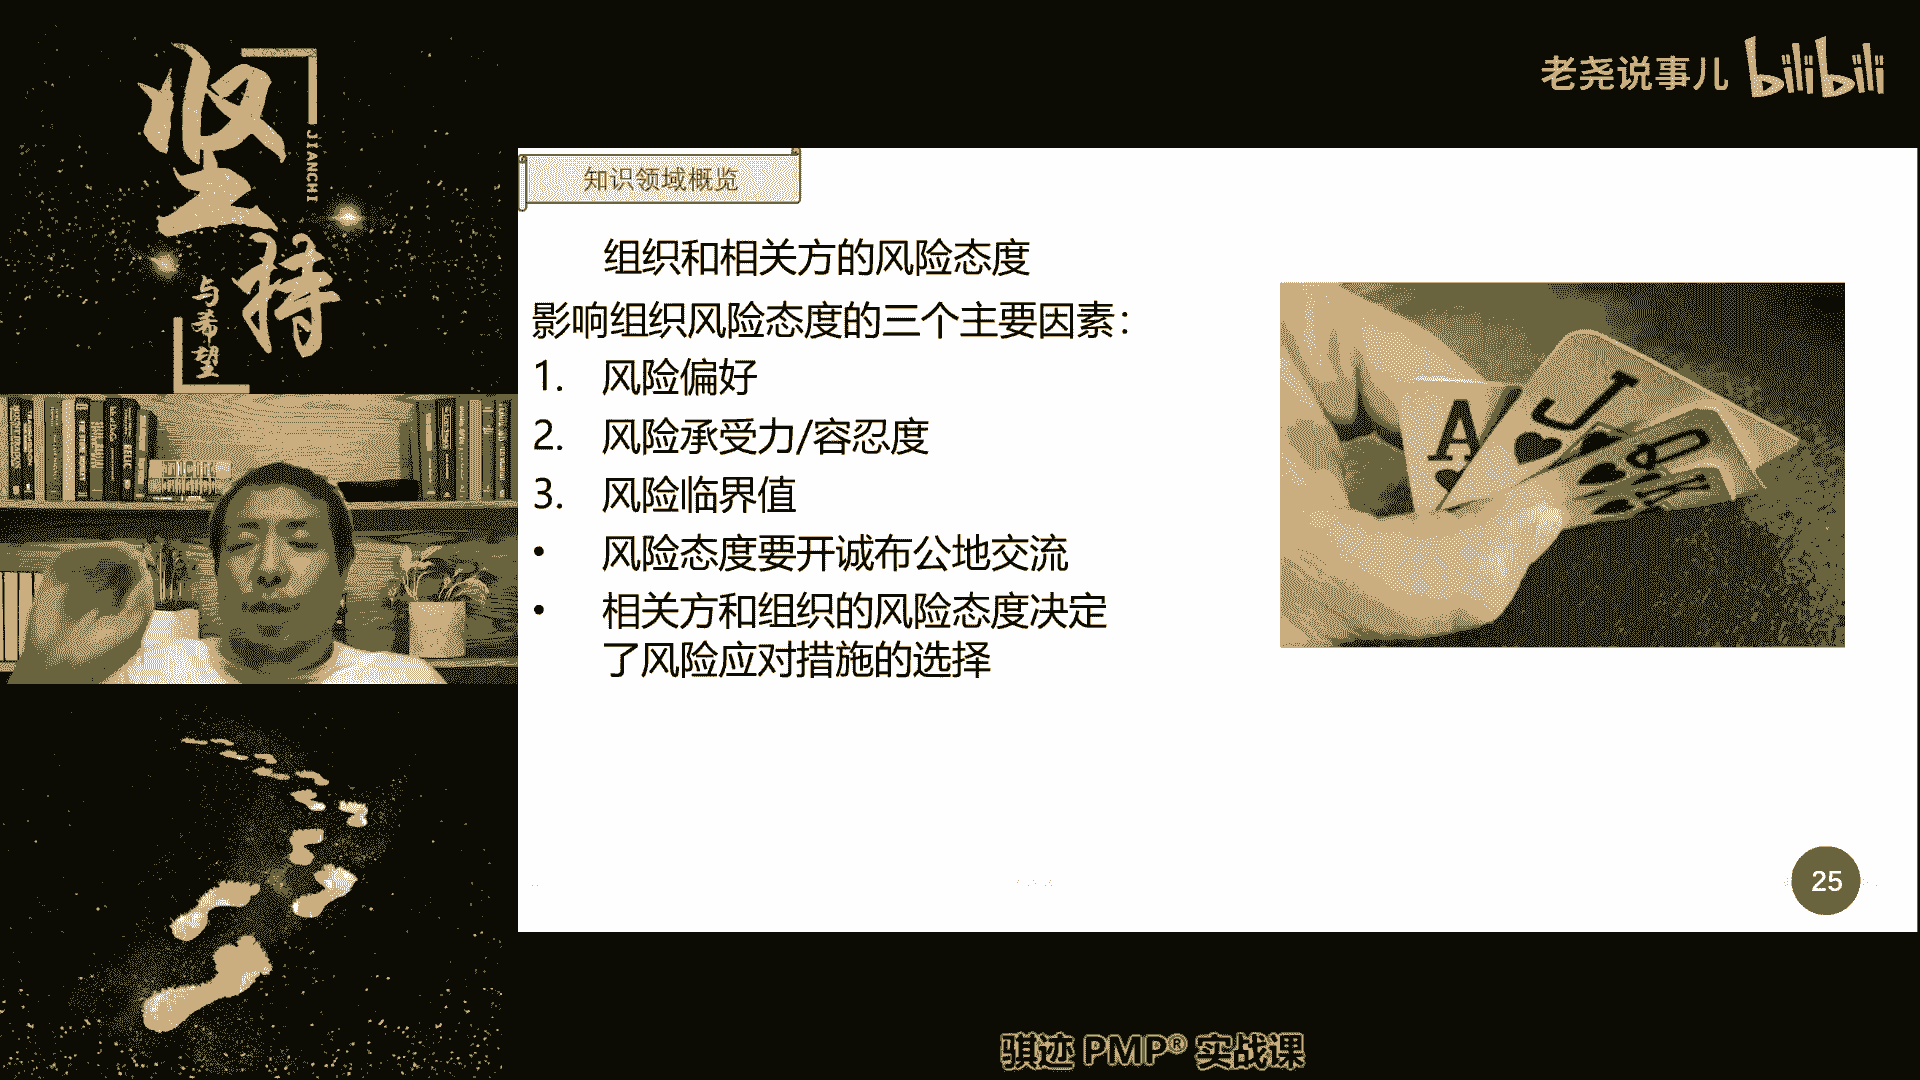 坚持
JIANCHI
与希望
老尧说事儿 bilibili
知识领域概览
组织和相关方的风险态度
影响组织风险态度的三个主要因素：
1. 风险偏好
2. 风险承受力/容忍度
3. 风险临界值
• 风险态度要开诚布公地交流
• 相关方和组织的风险态度决定
了风险应对措施的选择
A
J
Q
K
25
骐迹 PMP® 实战课